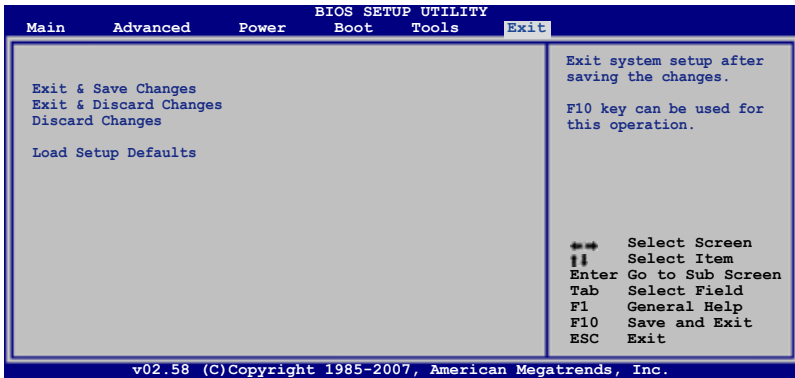 BIOS SETUP UTILITY
Main Advanced Power Boot Tools Exit
Exit & Save Changes
Exit & Discard Changes
Discard Changes
Load Setup Defaults
Exit system setup after
saving the changes.
F10 key can be used for
this operation.
←→ Select Screen
↑↓ Select Item
Enter Go to Sub Screen
Tab Select Field
F1 General Help
F10 Save and Exit
ESC Exit
v02.58 (C)Copyright 1985-2007, American Megatrends, Inc.